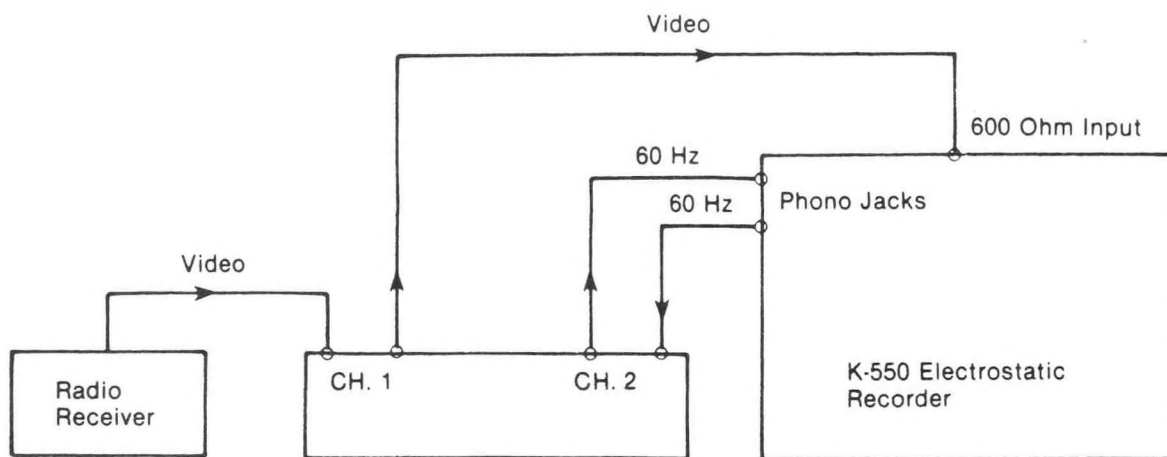 Video
600 Ohm Input
60 Hz
Phono Jacks
60 Hz
Video
CH. 1
CH. 2
K-550 Electrostatic
Recorder
Radio
Receiver